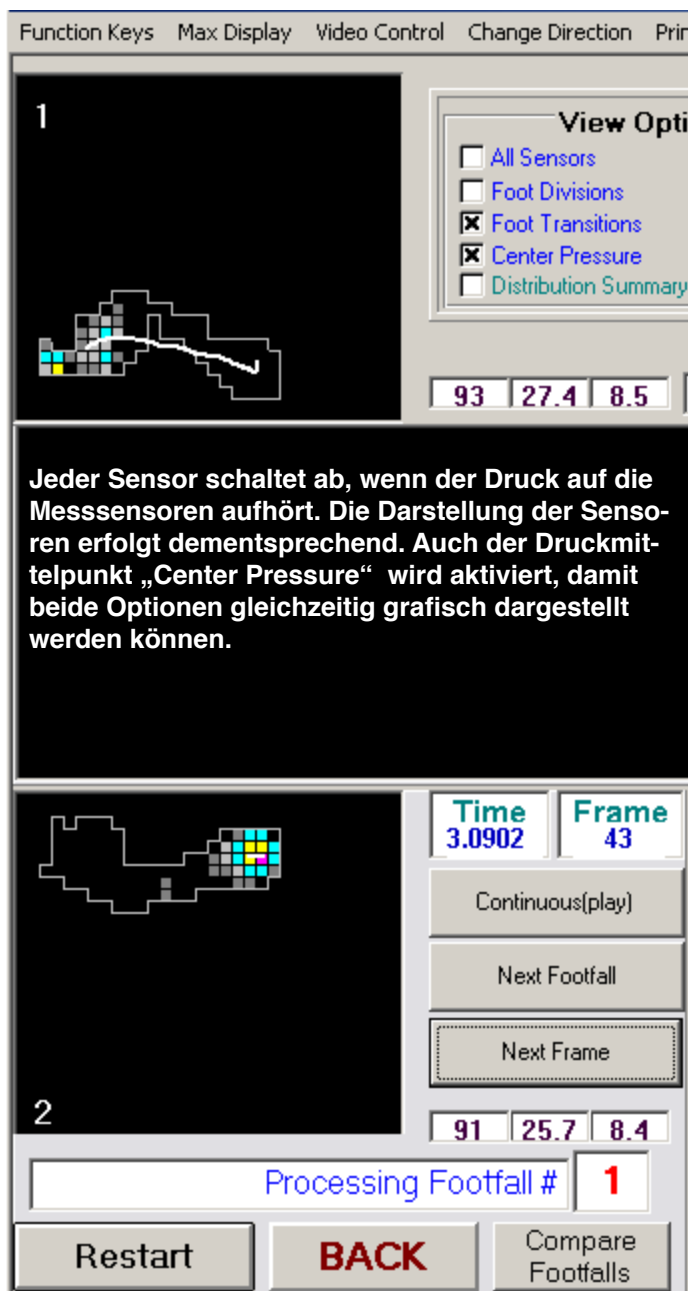 Function Keys Max Display Video Control Change Direction
1
View
All Sensors
Foot Divisions
Foot Transitions
Center Pressure
Distribution Summary
93 27.4 8.5
Jeder Sensor schaltet ab, wenn der Druck auf die
Messsensoren aufhört. Die Darstellung der Senso-
ren erfolgt dementsprechend. Auch der Druckmit-
telpunkt „Center Pressure“ wird aktiviert, damit
beide Optionen gleichzeitig grafisch dargestellt
werden können.
Time Frame
3.0902 43
Continuous(play)
Next Footfall
Next Frame
2
91 25.7 8.4
Processing Footfall # 1
Restart BACK Compare
Footfalls